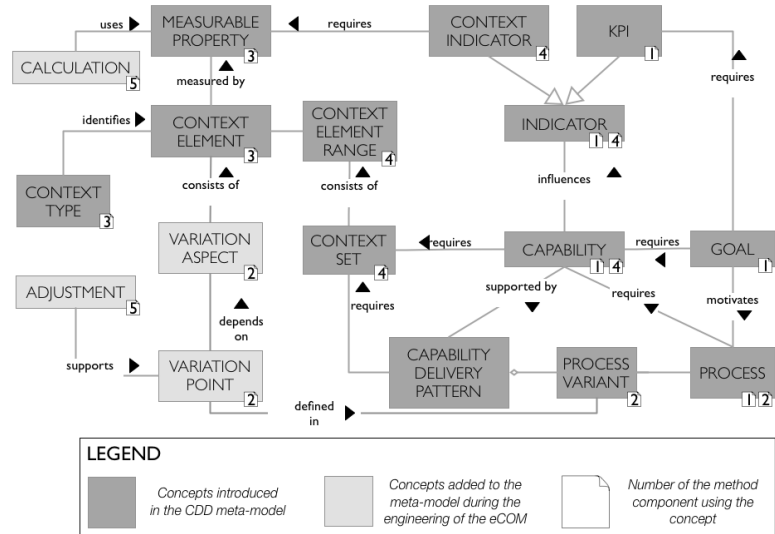 MEASURABLE
PROPERTY
3
uses
requires
CONTEXT
INDICATOR
4
KPI
1
CALCULATION
5
measured by
requires
identifies
CONTEXT
ELEMENT
3
CONTEXT
ELEMENT
RANGE
4
INDICATOR
1 4
CONTEXT
TYPE
3
consists of
consists of
influences
VARIATION
ASPECT
2
CONTEXT
SET
4
requires
CAPABILITY
1 4
requires
GOAL
1
ADJUSTMENT
5
depends
on
requires
supported by
requires
motivates
supports
VARIATION
POINT
2
CAPABILITY
DELIVERY
PATTERN
PROCESS
VARIANT
2
PROCESS
1 2
defined
in
LEGEND
Concepts introduced
in the CDD meta-model
Concepts added to the
meta-model during the
engineering of the eCOM
Number of the method
component using the
concept